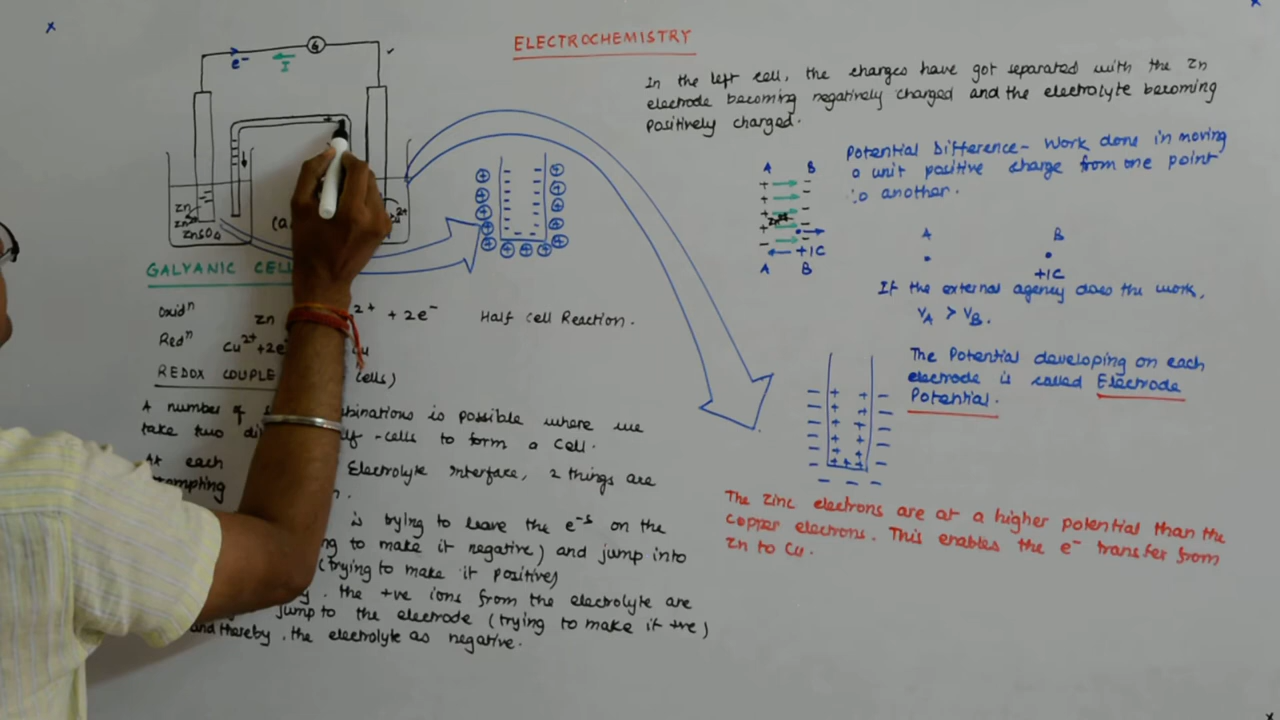 ELECTROCHEMISTRY
G
e-
I
Zn
ZnSO4
(a
2+
GALVANIC CELL
Oxidn Zn 2+ + 2e- Half Cell Reaction.
Redn Cu2+ + 2e
REDOX COUPLE cells)
A number of binations is possible where we
take two di lf-cells to form a cell.
At each Electrolyte interface, 2 things are
is trying to leave the e-s on the
ng to make it negative) and jump into
(trying to make it positive)
the +ve ions from the electrolyte are
jump to the electrode (trying to make it +ve)
and thereby, the electrolyte as negative.
In the left cell, the charges have got separated with the Zn
electrode becoming negatively charged and the electrolyte becoming
positively charged.
Potential Difference - Work done in moving
a unit positive charge from one point
to another.
A B
+1C
A B
A B
+1C
If the external agency does the work,
VA > VB.
The Potential developing on each
electrode is called Electrode
Potential.
The zinc electrons are at a higher potential than the
copper electrons. This enables the e- transfer from
Zn to Cu.